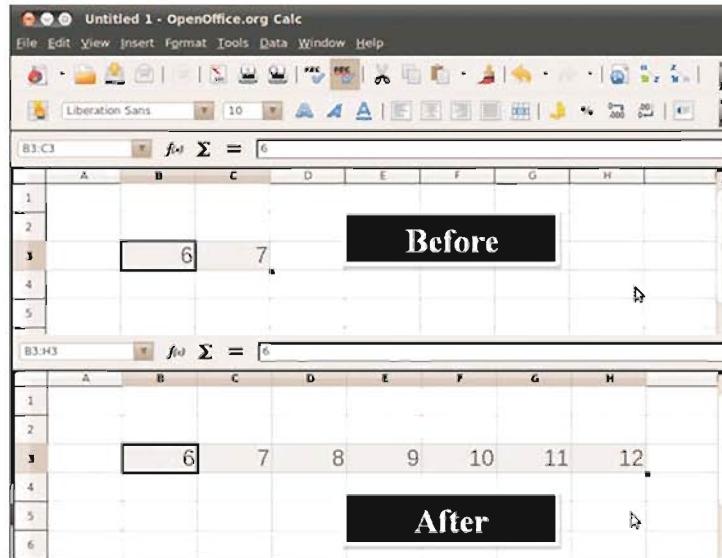 Untitled 1 - OpenOffice.org Calc
File Edit View Insert Format Tools Data Window Help
Liberation Sans 10
B3:C3 f(x) Σ = 6
A B C D E F G H
1
2
Before
3 6 7
4
5
B3:H3 f(x) Σ = 6
A B C D E F G H
1
2
3 6 7 8 9 10 11 12
4
5
After
6